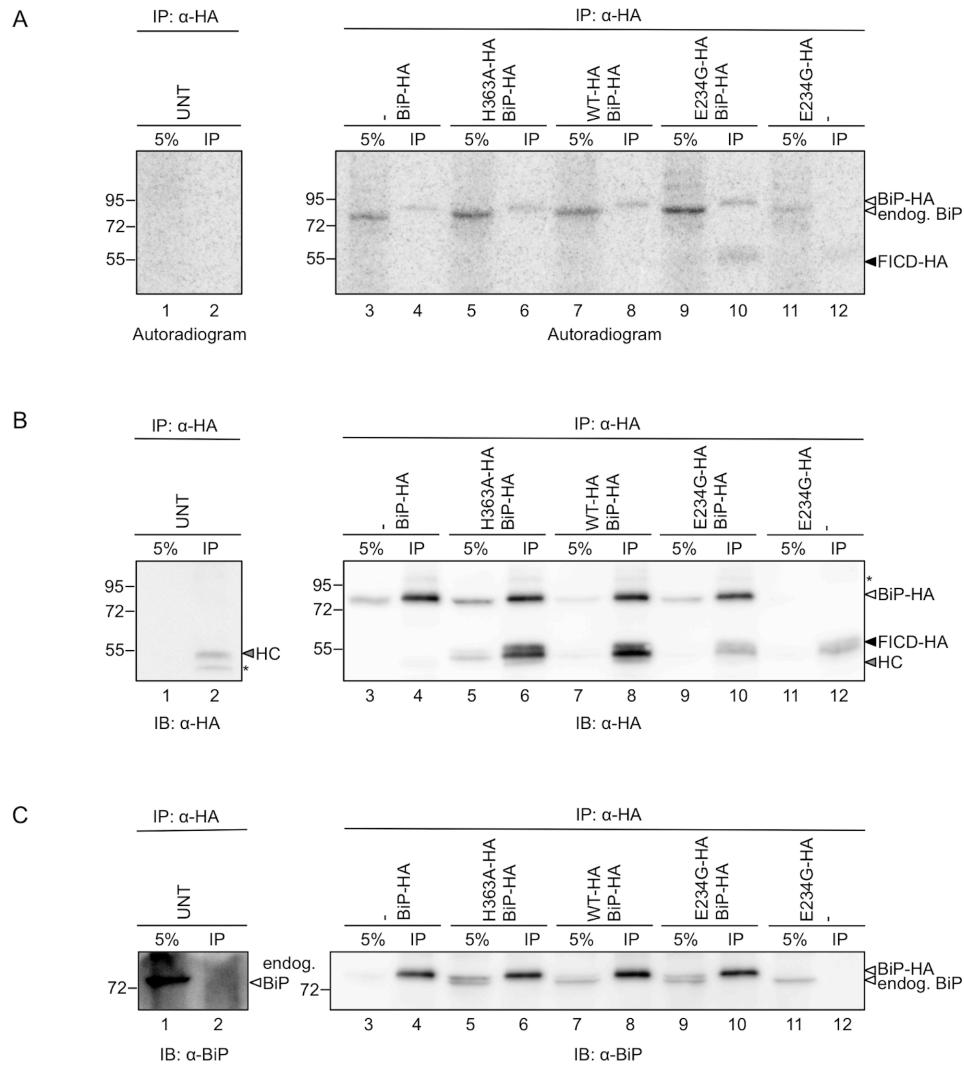 A
IP: α-HA
IP: α-HA
UNT
-
BiP-HA
H363A-HA
BiP-HA
WT-HA
BiP-HA
E234G-HA
BiP-HA
E234G-HA
-
5% IP
5% IP 5% IP 5% IP 5% IP 5% IP
95
72
55
95
72
55
BiP-HA
endog. BiP
FICD-HA
1 2
3 4 5 6 7 8 9 10 11 12
Autoradiogram
Autoradiogram
B
IP: α-HA
IP: α-HA
UNT
-
BiP-HA
H363A-HA
BiP-HA
WT-HA
BiP-HA
E234G-HA
BiP-HA
E234G-HA
-
5% IP
5% IP 5% IP 5% IP 5% IP 5% IP
95
72
55
HC
*
95
72
55
*
BiP-HA
FICD-HA
HC
1 2
3 4 5 6 7 8 9 10 11 12
IB: α-HA
IB: α-HA
C
IP: α-HA
IP: α-HA
UNT
-
BiP-HA
H363A-HA
BiP-HA
WT-HA
BiP-HA
E234G-HA
BiP-HA
E234G-HA
-
5% IP
5% IP 5% IP 5% IP 5% IP 5% IP
72
endog.
BiP
72
BiP-HA
endog. BiP
1 2
3 4 5 6 7 8 9 10 11 12
IB: α-BiP
IB: α-BiP